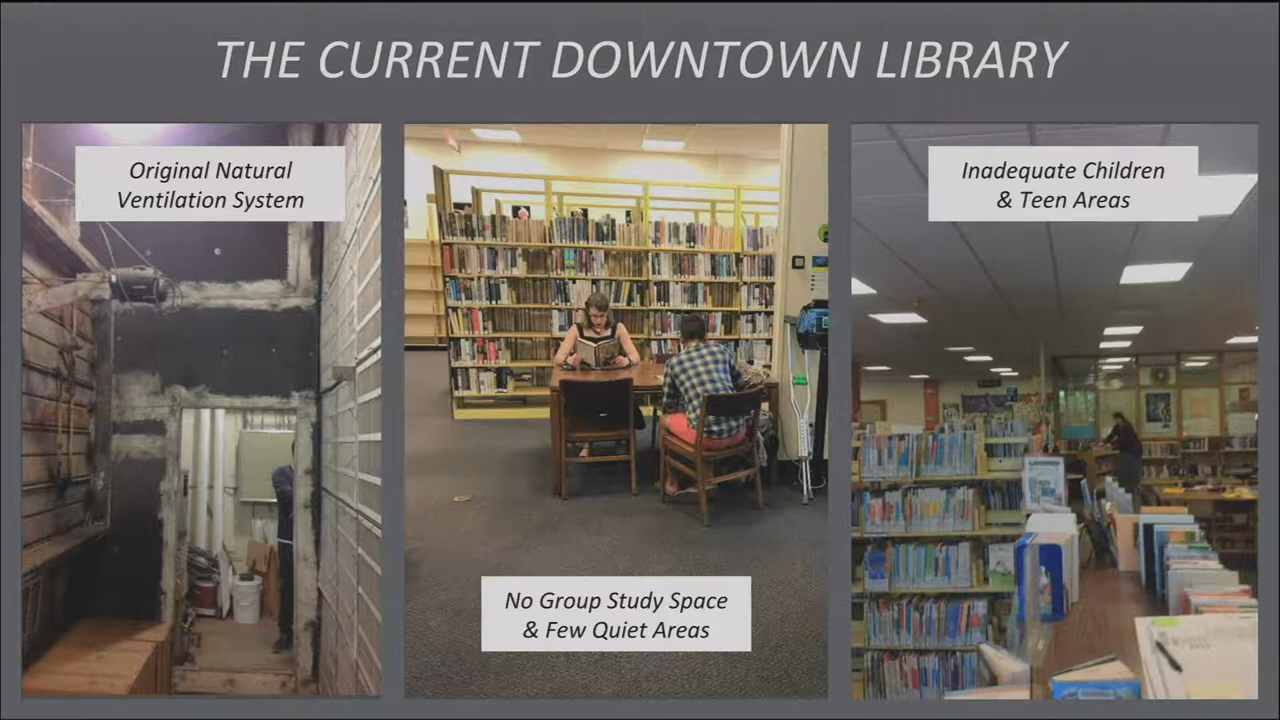 THE CURRENT DOWNTOWN LIBRARY
Original Natural
Ventilation System
No Group Study Space
& Few Quiet Areas
Inadequate Children
& Teen Areas